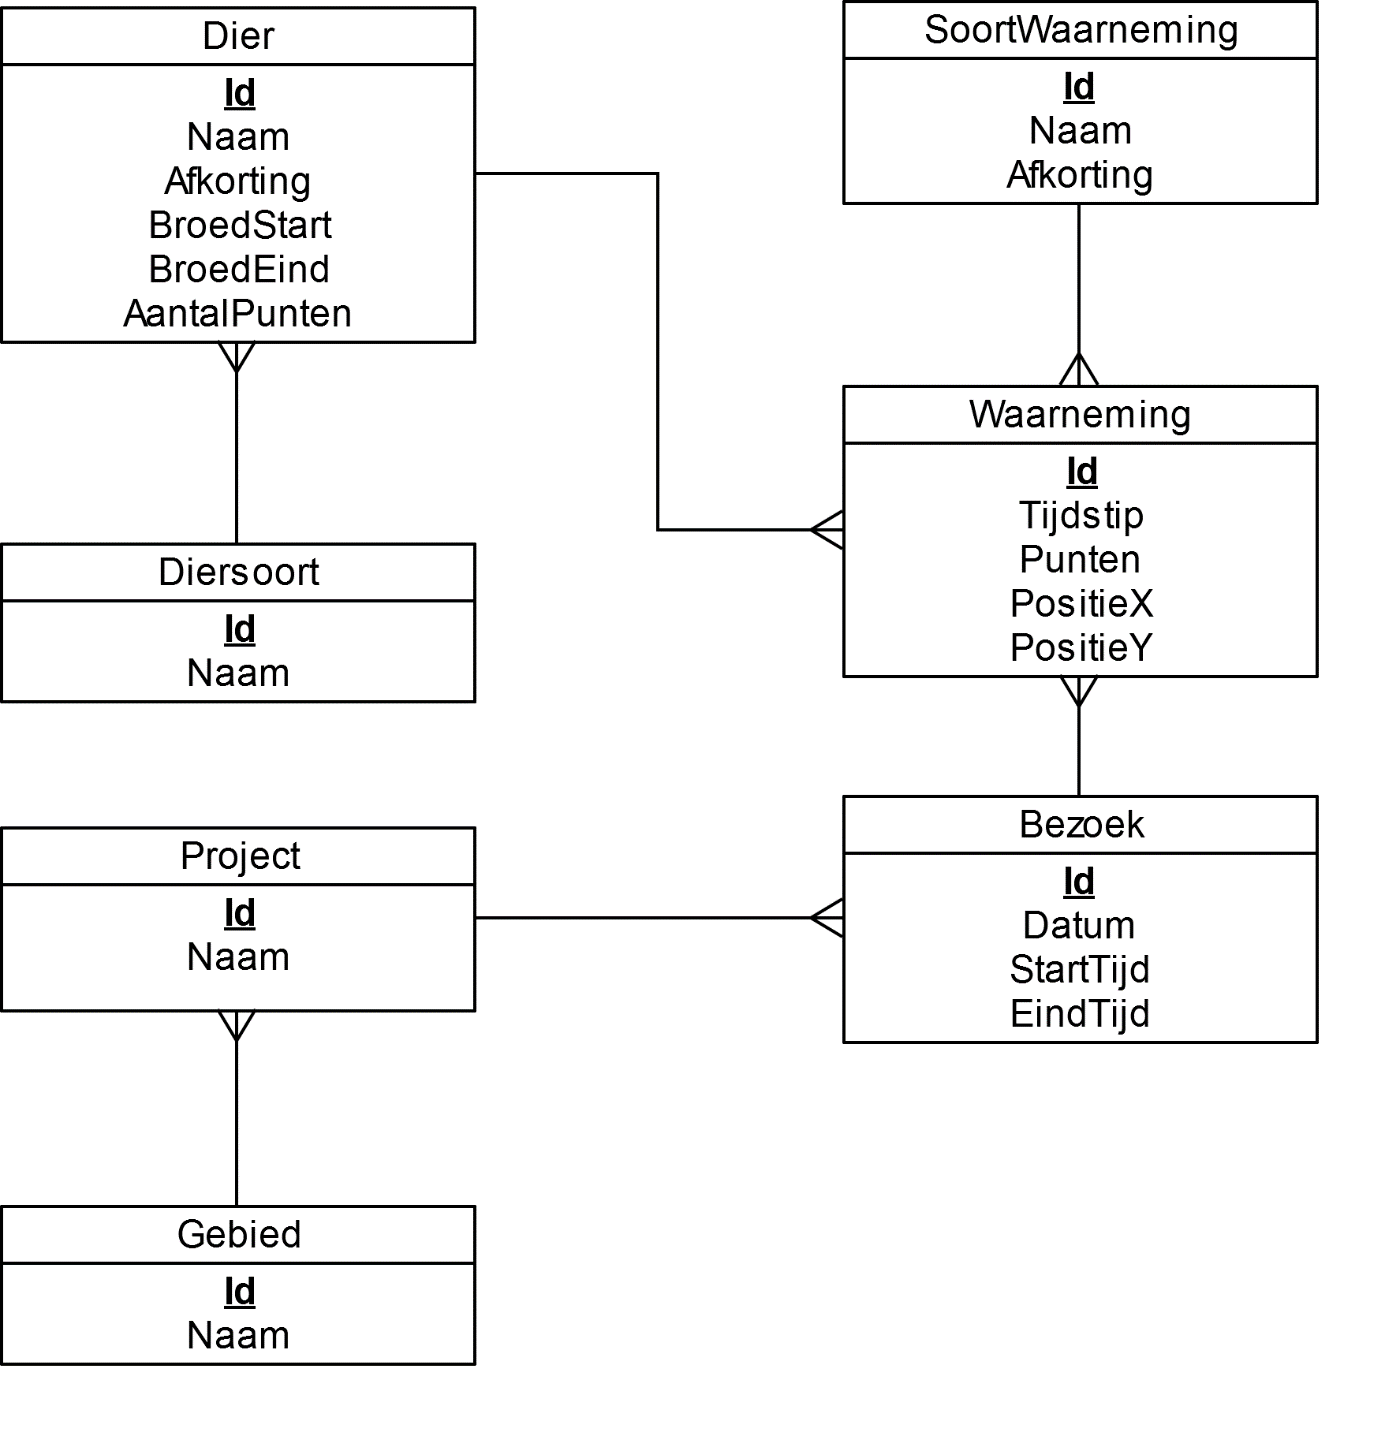 Dier
Id
Naam
Afkorting
BroedStart
BroedEind
AantalPunten
SoortWaarneming
Id
Naam
Afkorting
Waarneming
Id
Tijdstip
Punten
PositieX
PositieY
Diersoort
Id
Naam
Project
Id
Naam
Bezoek
Id
Datum
StartTijd
EindTijd
Gebied
Id
Naam